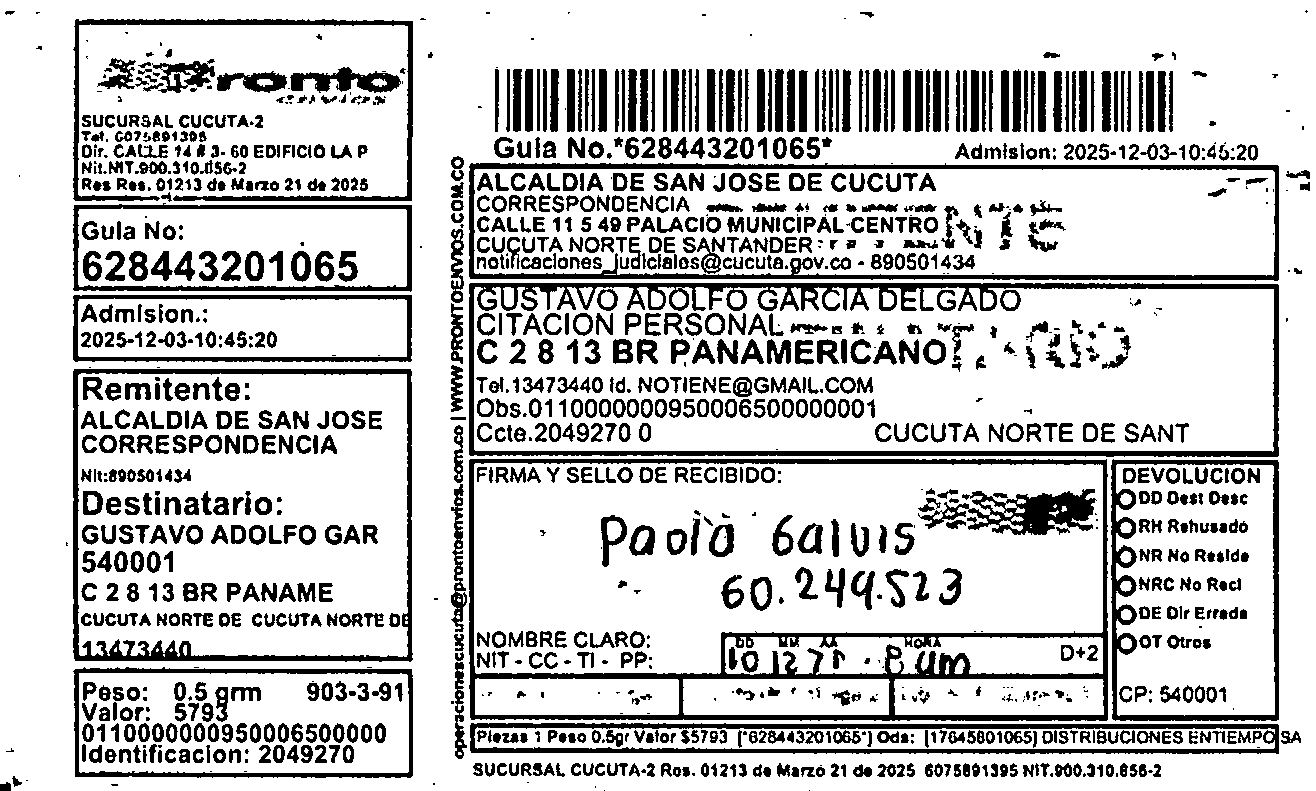 Pronto
SUCURSAL CUCUTA-2
Tel. 6075891395
Dir. CALLE 14 # 3- 60 EDIFICIO LA P
Nit.NIT.900.310.856-2
Res Res. 01213 de Marzo 21 de 2025
Guia No:
628443201065
Admision.:
2025-12-03-10:45:20
Remitente:
ALCALDIA DE SAN JOSE
CORRESPONDENCIA
Nit:890501434
Destinatario:
GUSTAVO ADOLFO GAR
540001
C 2 8 13 BR PANAME
CUCUTA NORTE DE CUCUTA NORTE DE
13473440
Peso: 0.5 grm 903-3-91
Valor: 5793
0110000000950006500000
Identificacion: 2049270
operacionescucuta@prontoenvios.com.co | WWW.PRONTOENVIOS.COM.CO
Guia No.*628443201065*
Admision: 2025-12-03-10:45:20
ALCALDIA DE SAN JOSE DE CUCUTA
CORRESPONDENCIA
CALLE 11 5 49 PALACIO MUNICIPAL CENTRO
CUCUTA NORTE DE SANTANDER
notificaciones_judiciales@cucuta.gov.co - 890501434
GUSTAVO ADOLFO GARCIA DELGADO
CITACION PERSONAL
C 2 8 13 BR PANAMERICANO
Tel.13473440 Id. NOTIENE@GMAIL.COM
Obs.011000000095000650000000​1
Ccte.2049270 0 CUCUTA NORTE DE SANT
FIRMA Y SELLO DE RECIBIDO:
Paola Galvis
60.249.523
NOMBRE CLARO:
NIT - CC - TI - PP:
DD MM AA HORA
10 12 8 am
D+2
DEVOLUCION
DD Dest Desc
RH Rehusado
NR No Reside
NRC No Recl
DE Dir Errada
OT Otros
CP: 540001
Piezas 1 Peso 0.5gr Valor $5793 [*628443201065*] Ods: [17645801065] DISTRIBUCIONES ENTIEMPO SA
SUCURSAL CUCUTA-2 Res. 01213 de Marzo 21 de 2025 6075891395 NIT.900.310.856-2